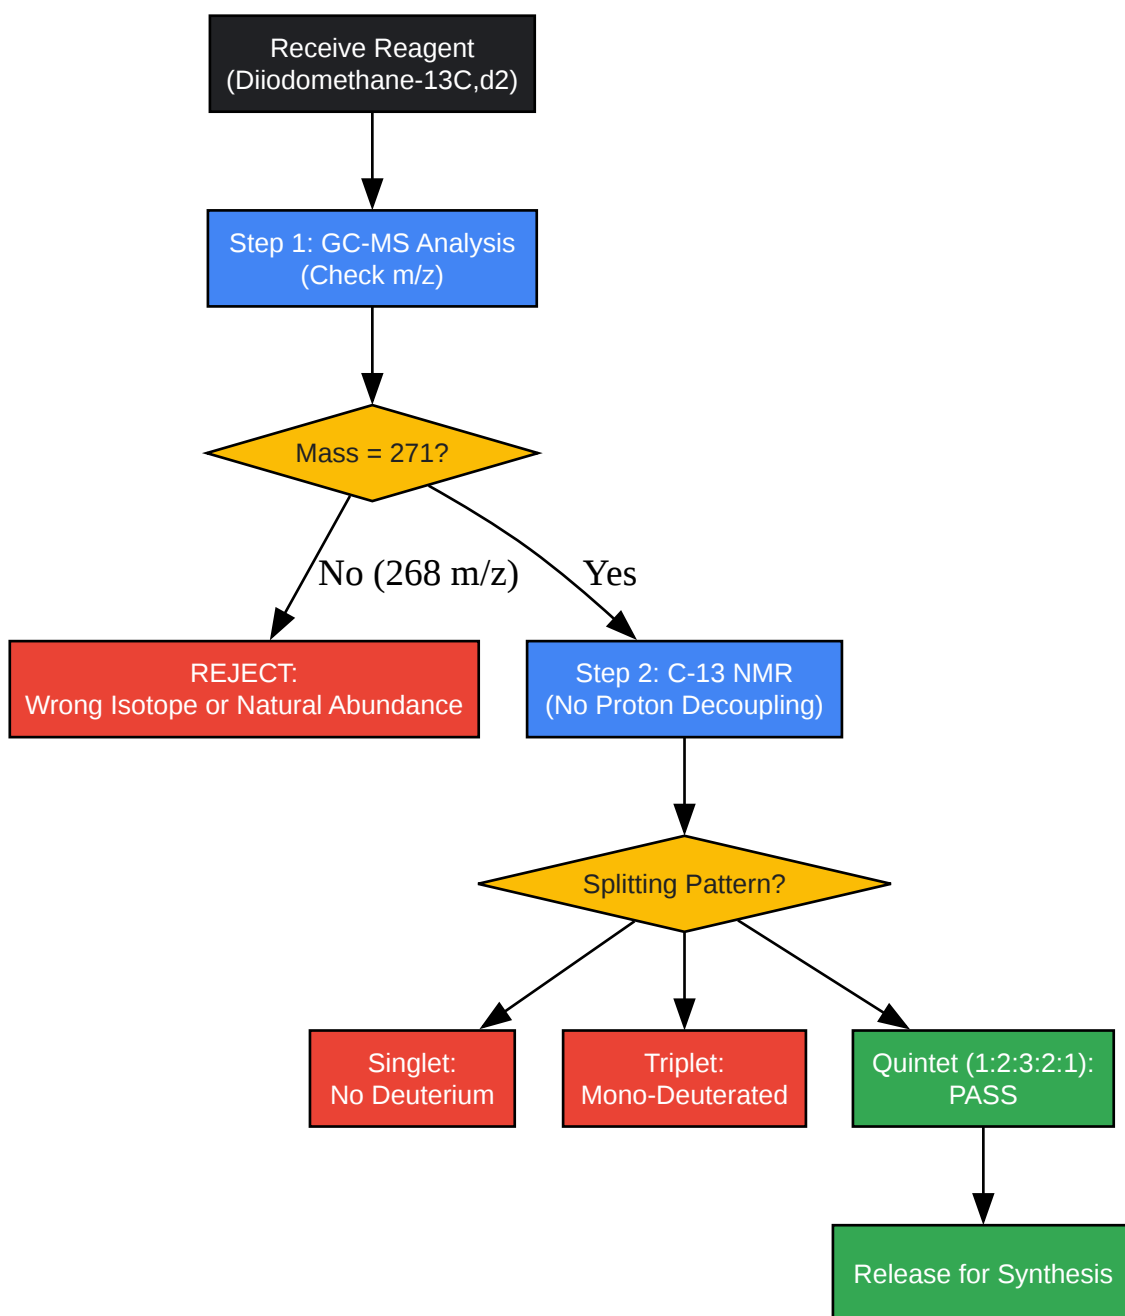 Receive Reagent
(Diiodomethane-13C,d2)
Step 1: GC-MS Analysis
(Check m/z)
Mass = 271?
No (268 m/z)
Yes
REJECT:
Wrong Isotope or Natural Abundance
Step 2: C-13 NMR
(No Proton Decoupling)
Splitting Pattern?
Singlet:
No Deuterium
Triplet:
Mono-Deuterated
Quintet (1:2:3:2:1):
PASS
Release for Synthesis